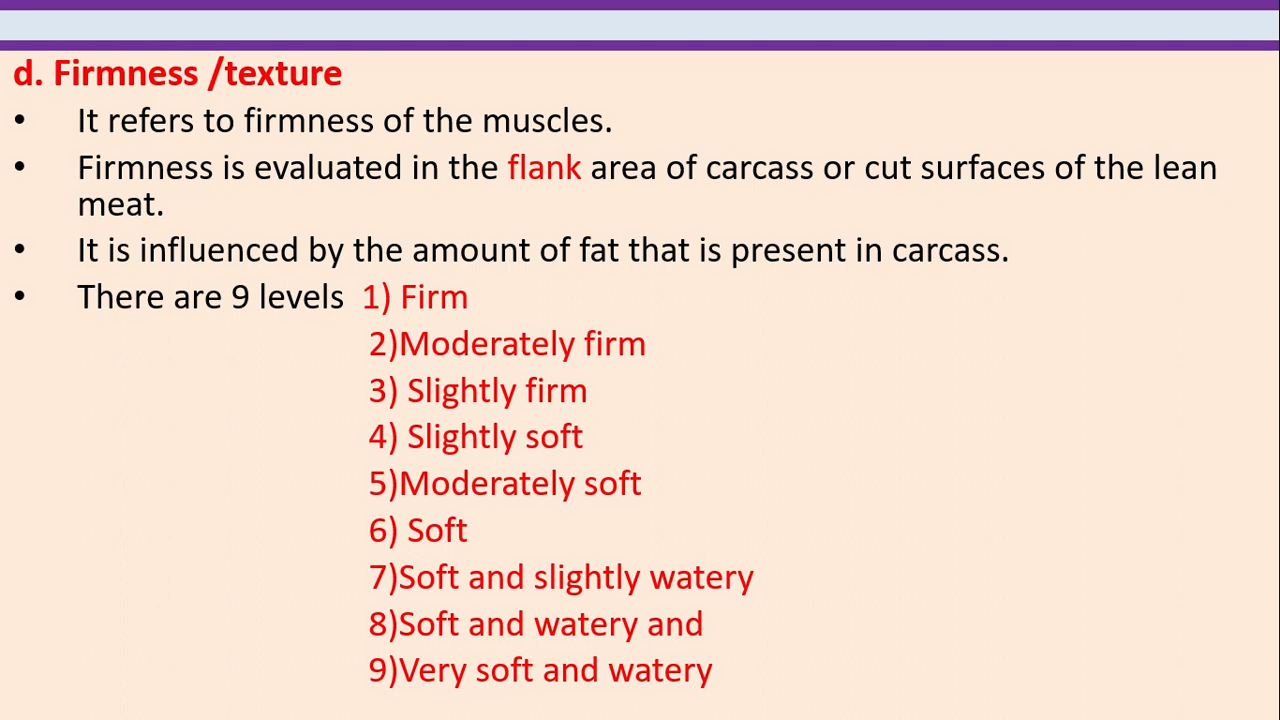 d. Firmness /texture
• It refers to firmness of the muscles.
• Firmness is evaluated in the flank area of carcass or cut surfaces of the lean
meat.
• It is influenced by the amount of fat that is present in carcass.
• There are 9 levels 1) Firm
2)Moderately firm
3) Slightly firm
4) Slightly soft
5)Moderately soft
6) Soft
7)Soft and slightly watery
8)Soft and watery and
9)Very soft and watery